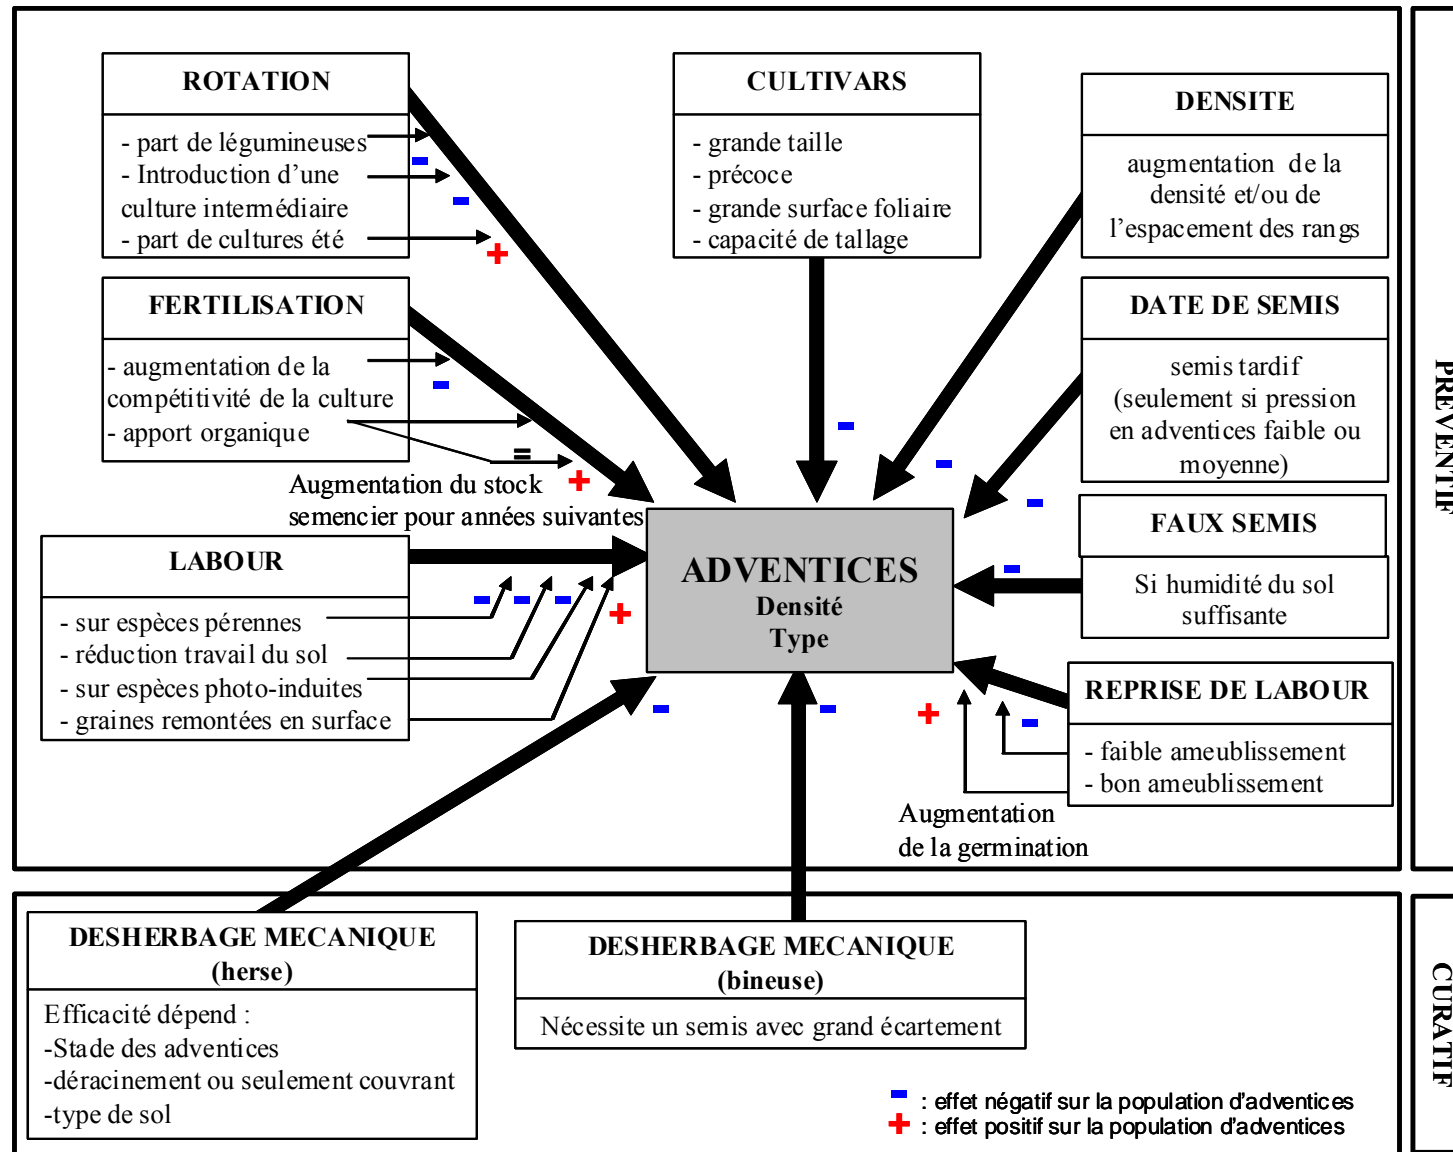 ROTATION
- part de légumineuses
- Introduction d’une
culture intermédiaire
- part de cultures été
CULTIVARS
- grande taille
- précoce
- grande surface foliaire
- capacité de tallage
DENSITE
augmentation de la
densité et/ou de
l’espacement des rangs
FERTILISATION
- augmentation de la
compétitivité de la culture
- apport organique
=
Augmentation du stock
semencier pour années suivantes
DATE DE SEMIS
semis tardif
(seulement si pression
en adventices faible ou
moyenne)
FAUX SEMIS
Si humidité du sol
suffisante
LABOUR
- sur espèces pérennes
- réduction travail du sol
- sur espèces photo-induites
- graines remontées en surface
ADVENTICES
Densité
Type
REPRISE DE LABOUR
- faible ameublissement
- bon ameublissement
Augmentation
de la germination
PREVENTIF
DESHERBAGE MECANIQUE
(herse)
Efficacité dépend :
-Stade des adventices
-déracinement ou seulement couvrant
-type de sol
DESHERBAGE MECANIQUE
(bineuse)
Nécessite un semis avec grand écartement
- : effet négatif sur la population d'adventices
+ : effet positif sur la population d'adventices
CURATIF